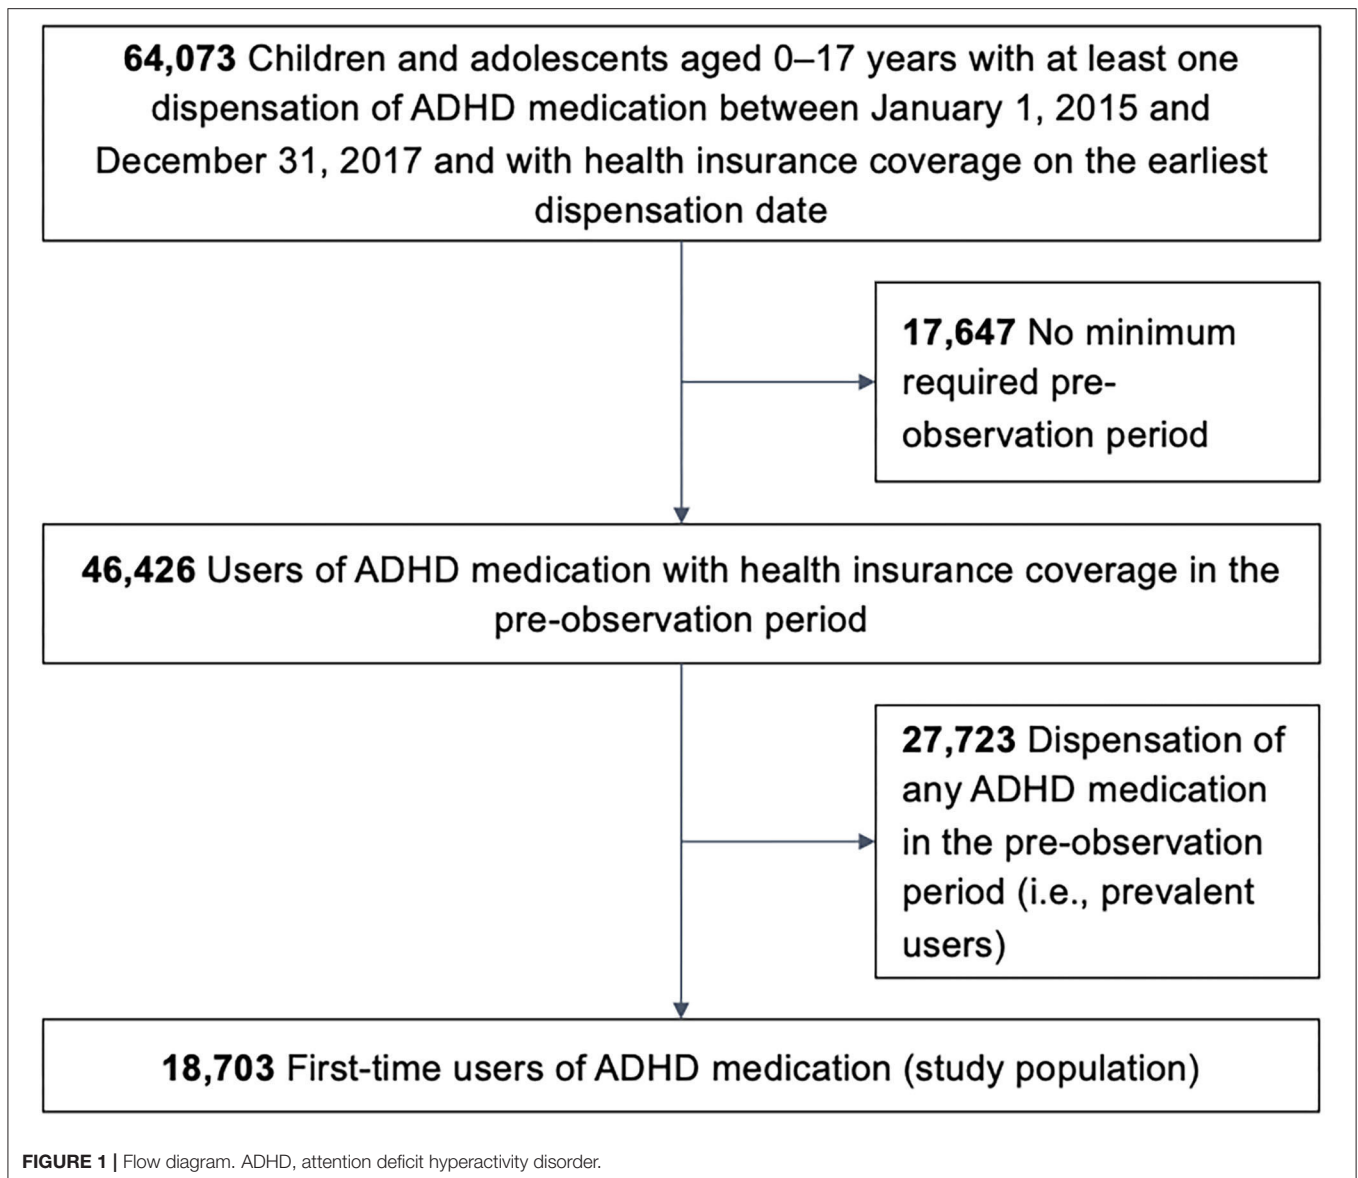 64,073 Children and adolescents aged 0–17 years with at least one
dispensation of ADHD medication between January 1, 2015 and
December 31, 2017 and with health insurance coverage on the earliest
dispensation date
17,647 No minimum
required pre-
observation period
46,426 Users of ADHD medication with health insurance coverage in the
pre-observation period
27,723 Dispensation of
any ADHD medication
in the pre-observation
period (i.e., prevalent
users)
18,703 First-time users of ADHD medication (study population)
FIGURE 1 | Flow diagram. ADHD, attention deficit hyperactivity disorder.